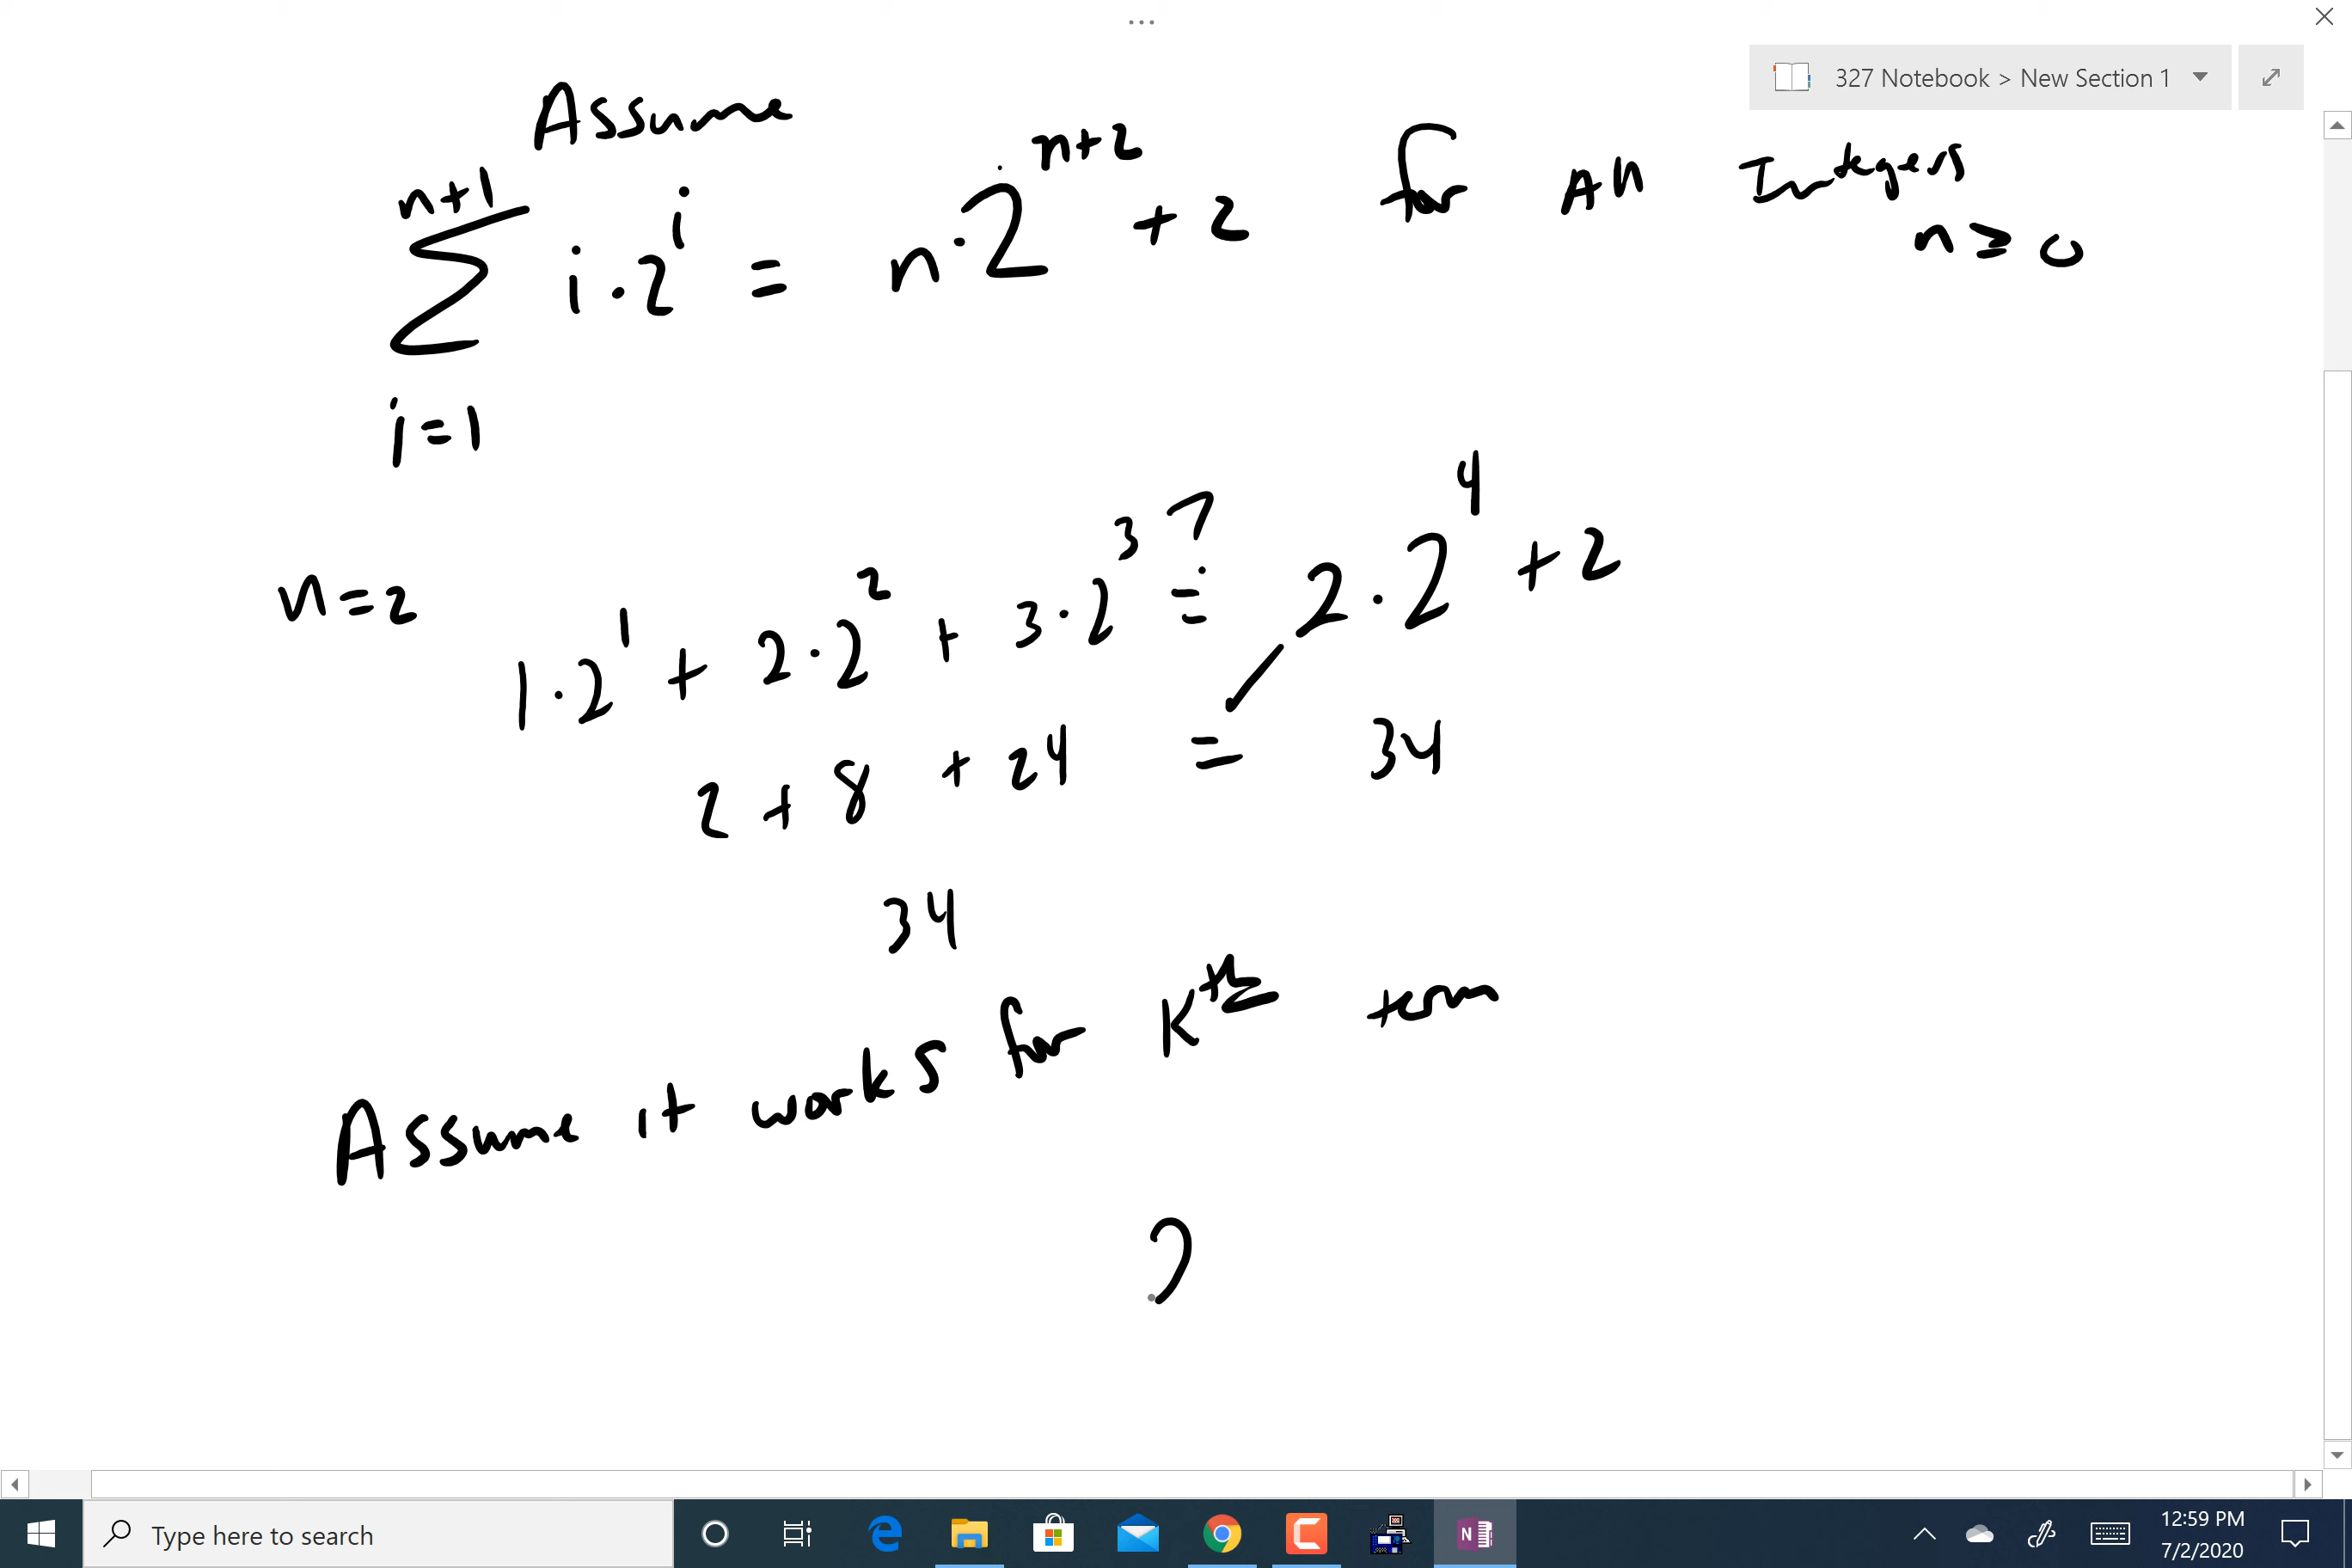 327 Notebook > New Section 1
Assume
n+1
∑ i·2^i = n·2^(n+2) + 2 for All Integers
n ≥ 0
i=1
n=2
1·2^1 + 2·2^2 + 3·2^3 ?= 2·2^4 + 2
2 + 8 + 24 = 34
34
Assume it works for Kth term
Type here to search
12:59 PM
7/2/2020